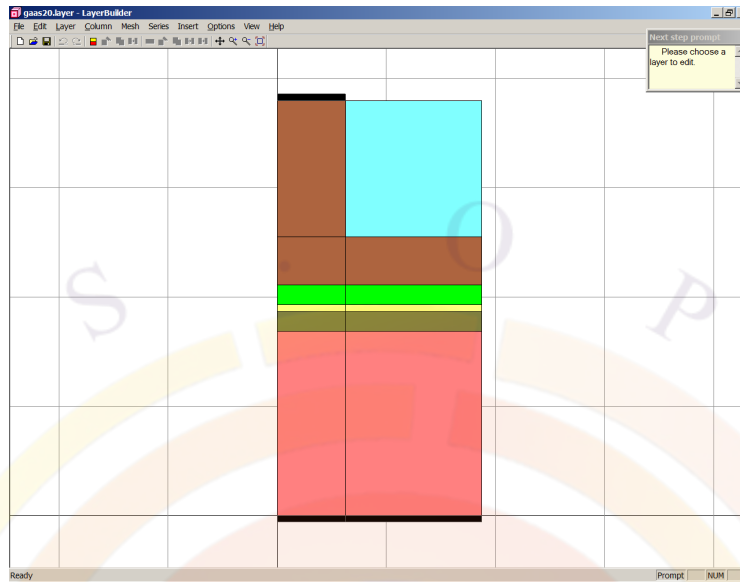 gaas20.layer - LayerBuilder
File Edit Layer Column Mesh Series Insert Options View Help
Next step prompt
Please choose a
layer to edit.
S . O P
Ready
Prompt NUM